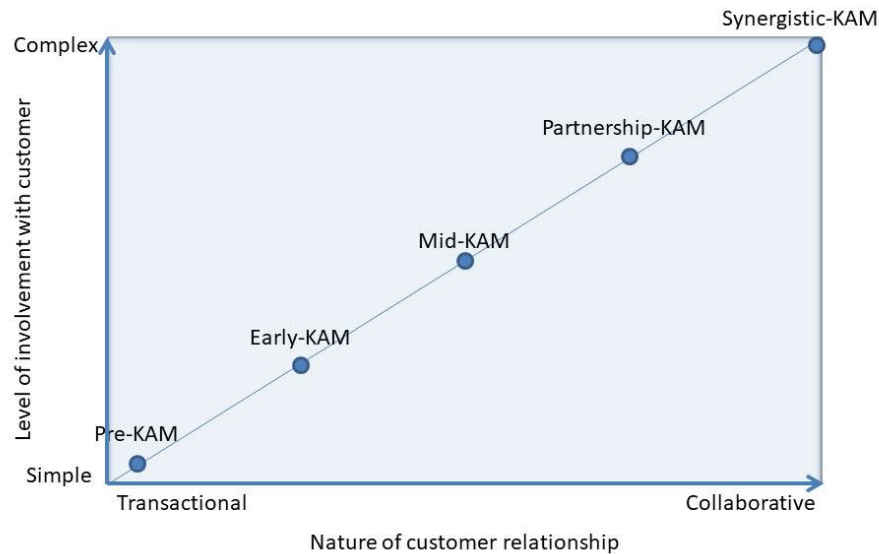 Synergistic-KAM
Complex
Partnership-KAM
Mid-KAM
Early-KAM
Pre-KAM
Level of involvement with customer
Simple
Transactional
Collaborative
Nature of customer relationship